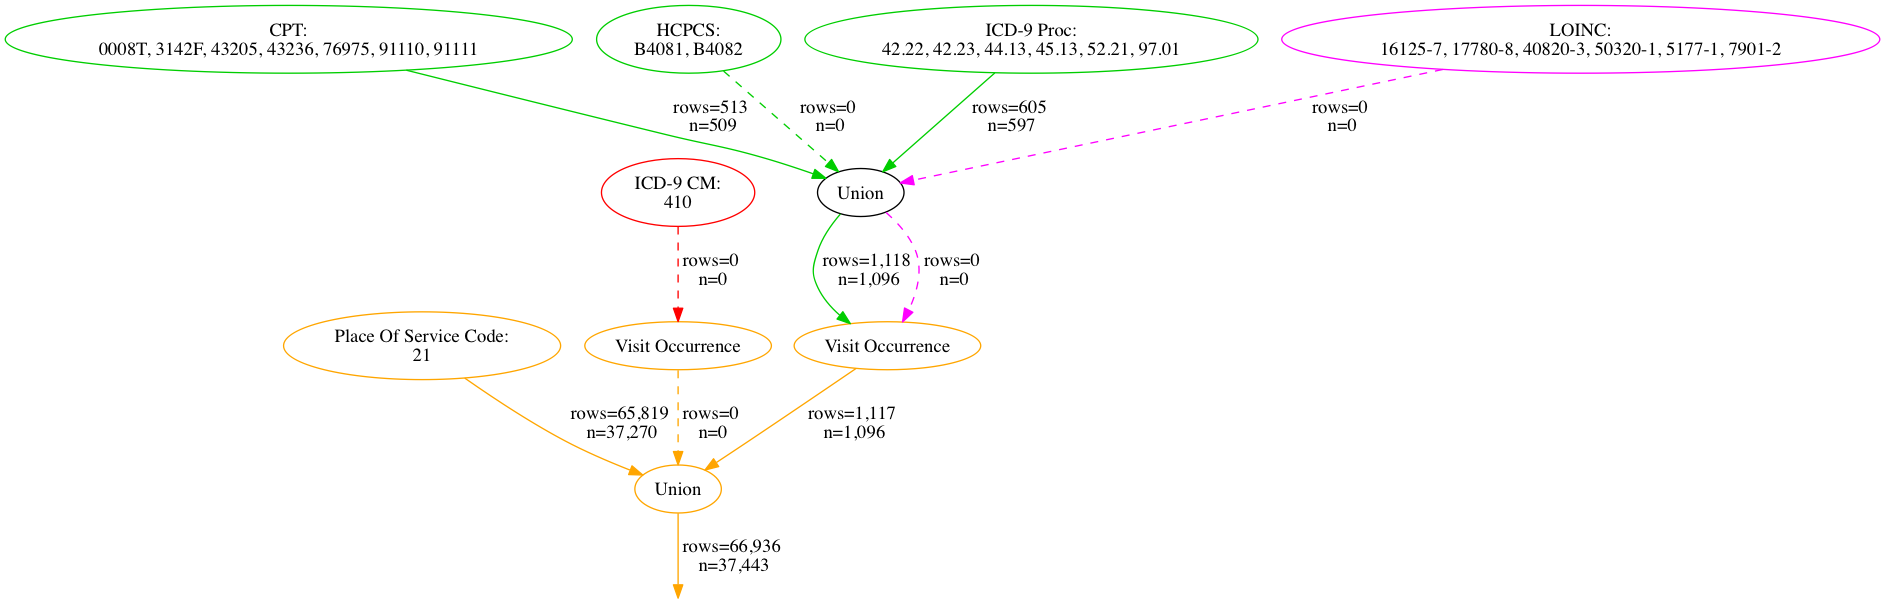 CPT:
0008T, 3142F, 43205, 43236, 76975, 91110, 91111
HCPCS:
B4081, B4082
ICD-9 Proc:
42.22, 42.23, 44.13, 45.13, 52.21, 97.01
LOINC:
16125-7, 17780-8, 40820-3, 50320-1, 5177-1, 7901-2
rows=513
n=509
rows=0
n=0
rows=605
n=597
rows=0
n=0
ICD-9 CM:
410
Union
rows=0
n=0
rows=1,118
n=1,096
rows=0
n=0
Place Of Service Code:
21
Visit Occurrence
Visit Occurrence
rows=65,819
n=37,270
rows=0
n=0
rows=1,117
n=1,096
Union
rows=66,936
n=37,443